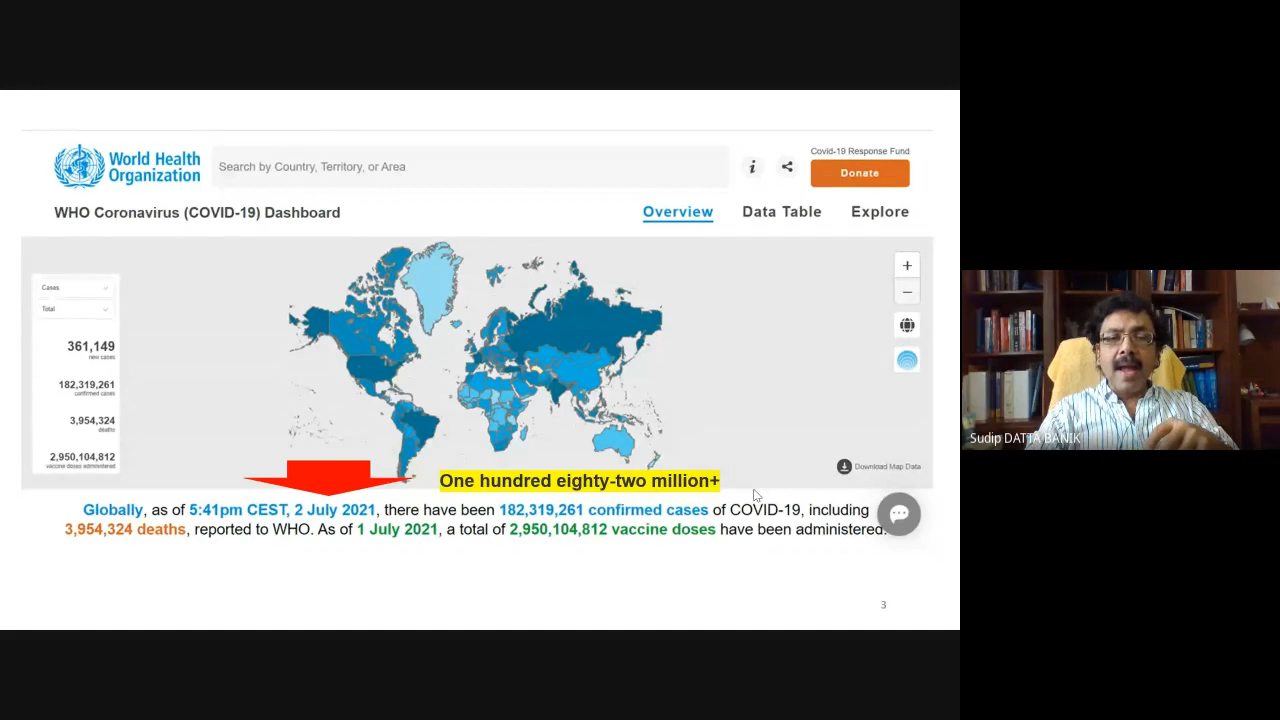 World Health
Organization
Search by Country, Territory, or Area
i
Covid-19 Response Fund
Donate
WHO Coronavirus (COVID-19) Dashboard
Overview
Data Table
Explore
Cases
Total
361,149
new cases
182,319,261
confirmed cases
3,954,324
deaths
2,950,104,812
vaccine doses administered
+
−
Download Map Data
One hundred eighty-two million+
Globally, as of 5:41pm CEST, 2 July 2021, there have been 182,319,261 confirmed cases of COVID-19, including
3,954,324 deaths, reported to WHO. As of 1 July 2021, a total of 2,950,104,812 vaccine doses have been administered.
3
Sudip DATTA BANIK